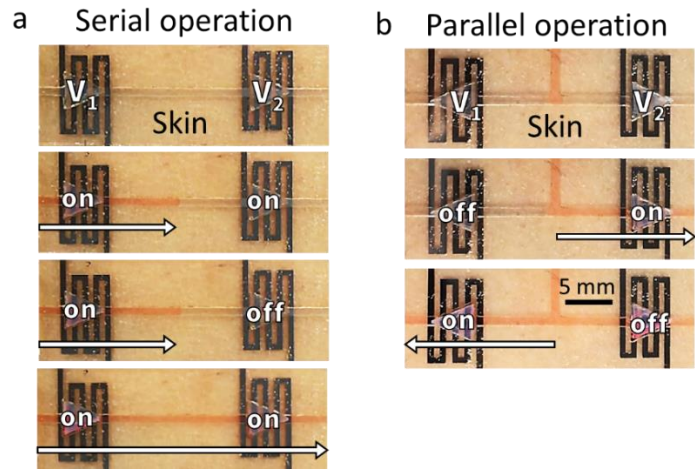 a Serial operation
V₁ V₂
Skin
on on
on off
on on
b Parallel operation
V₁ V₂
Skin
off on
5 mm
on off